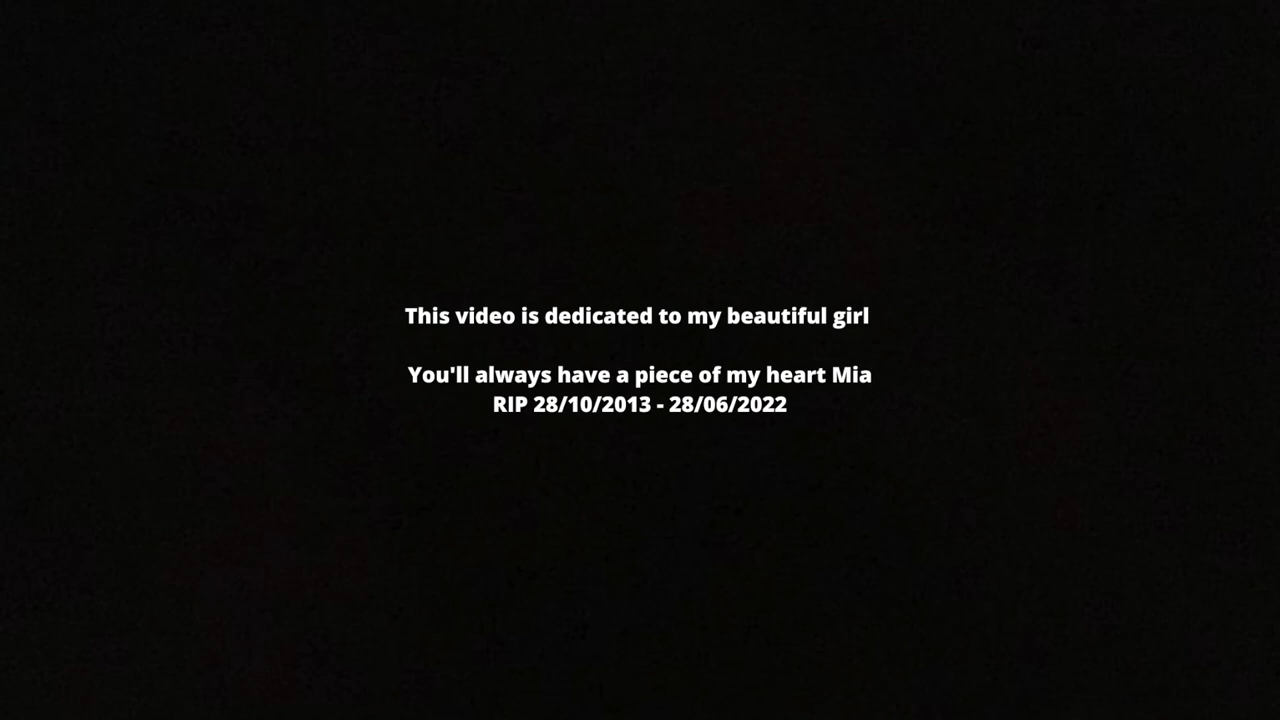 This video is dedicated to my beautiful girl
You'll always have a piece of my heart Mia
RIP 28/10/2013 - 28/06/2022